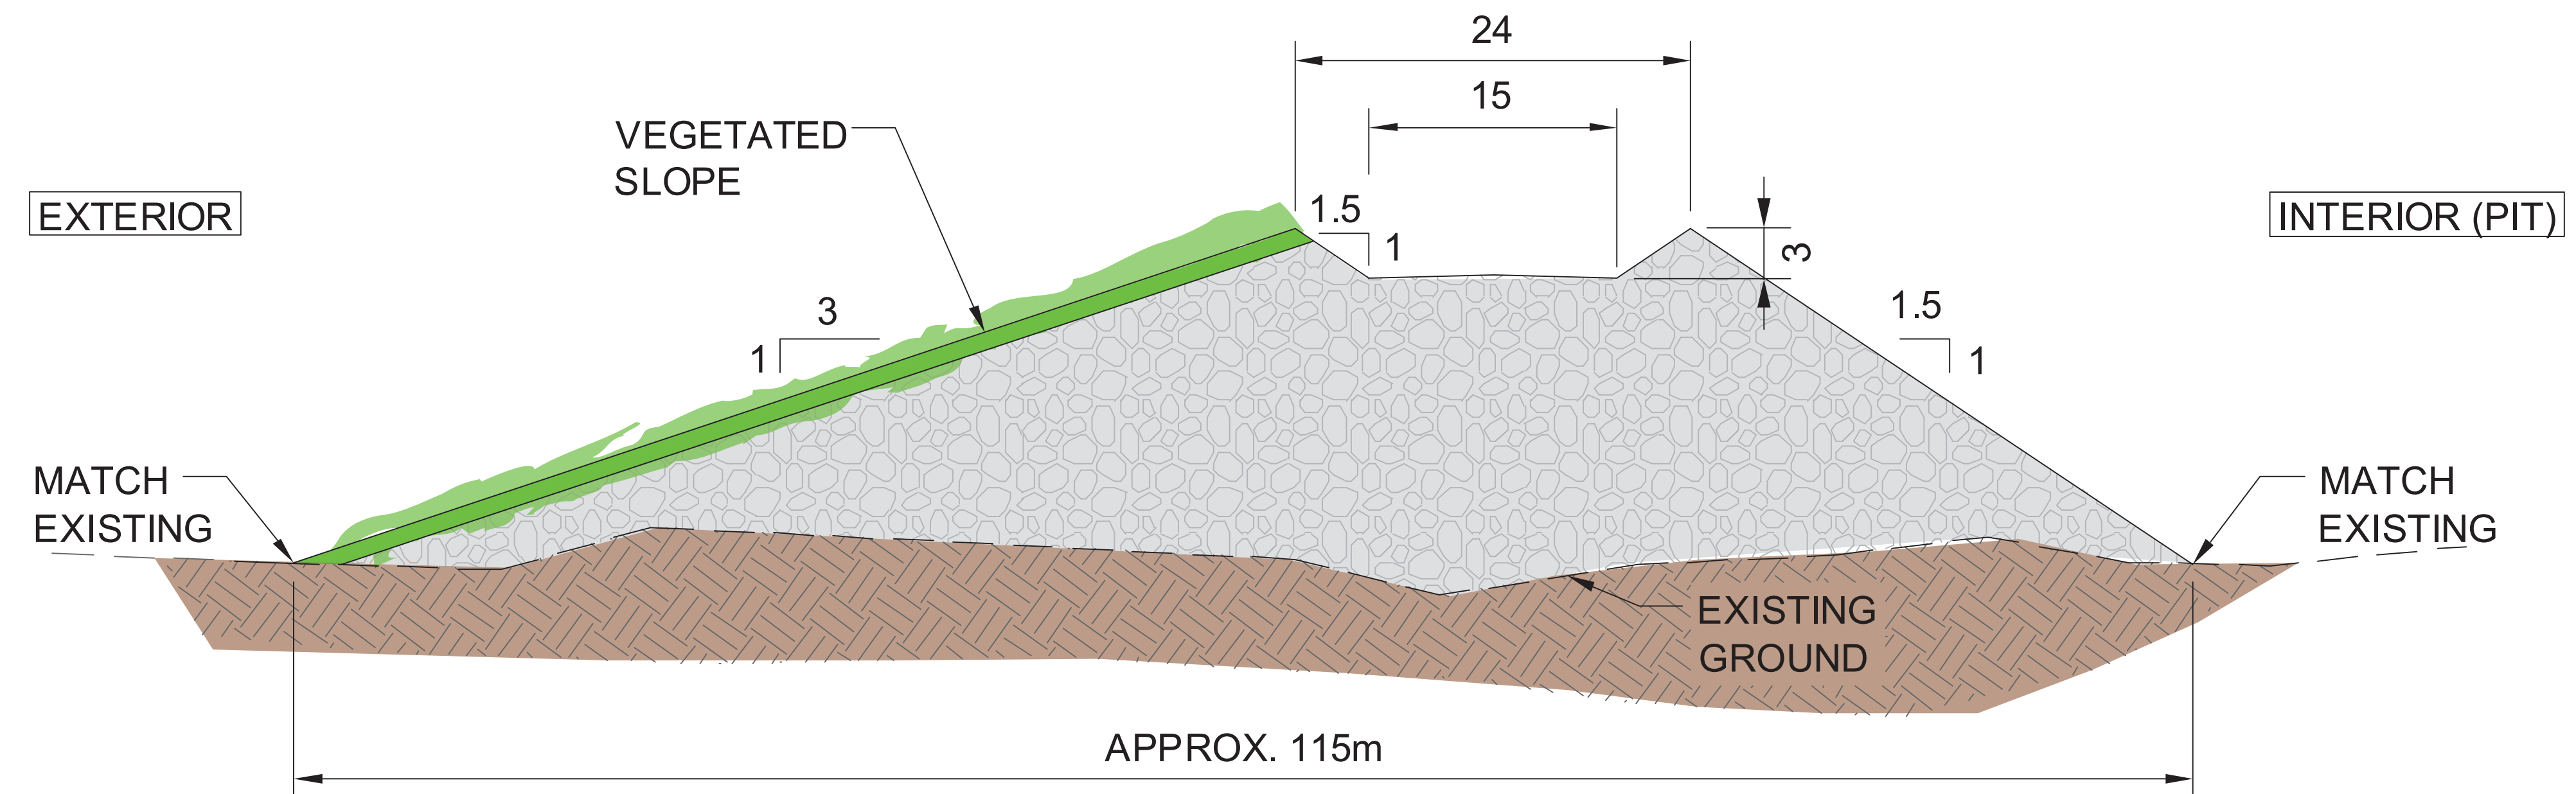 24
15
VEGETATED
SLOPE
EXTERIOR
1.5
1
3
INTERIOR (PIT)
3
1
1.5
1
MATCH
EXISTING
MATCH
EXISTING
EXISTING
GROUND
APPROX. 115m